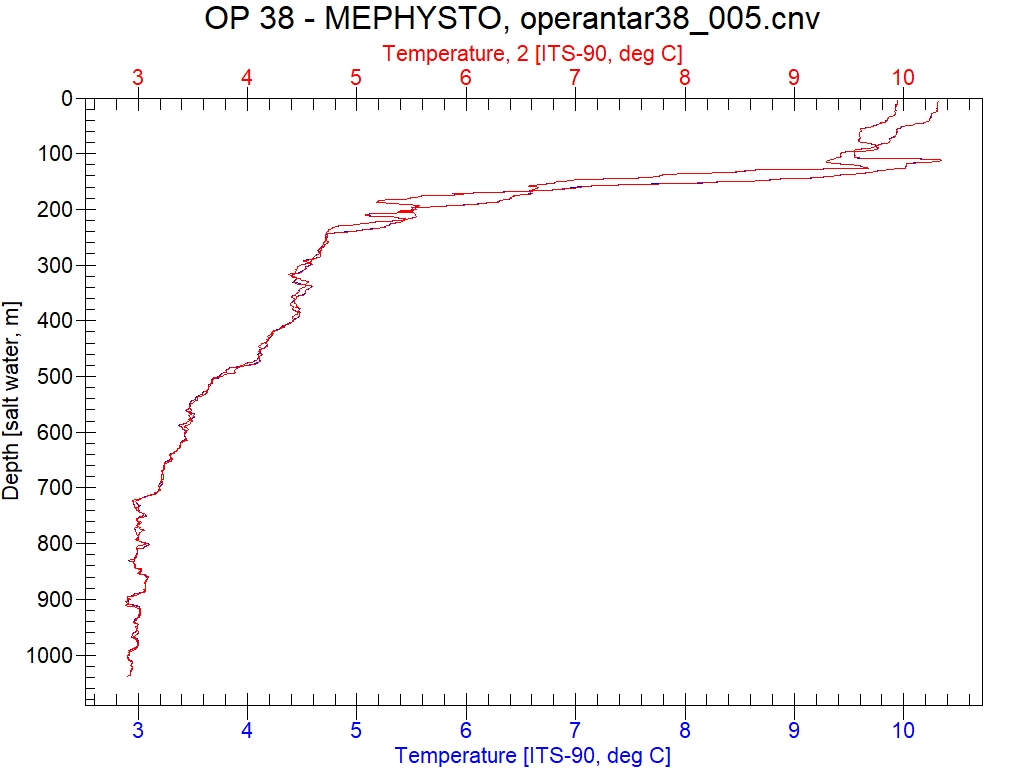 OP 38 - MEPHYSTO, operantar38_005.cnv
Temperature, 2 [ITS-90, deg C]
3 4 5 6 7 8 9 10
0
100
200
300
400
500
600
700
800
900
1000
Depth [salt water, m]
3 4 5 6 7 8 9 10
Temperature [ITS-90, deg C]